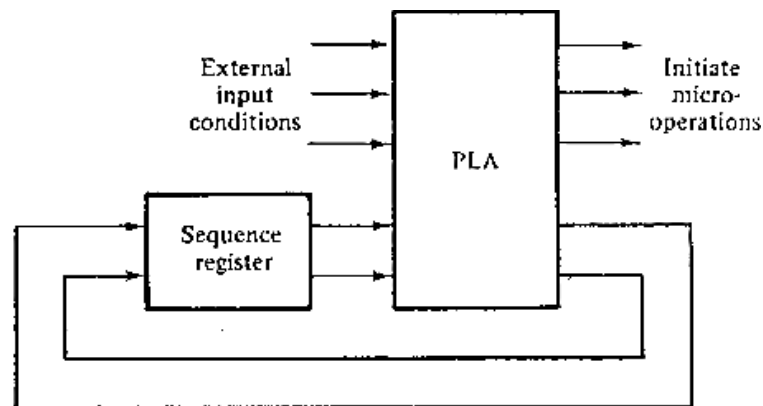 External
input
conditions
PLA
Initiate
micro-
operations
Sequence
register